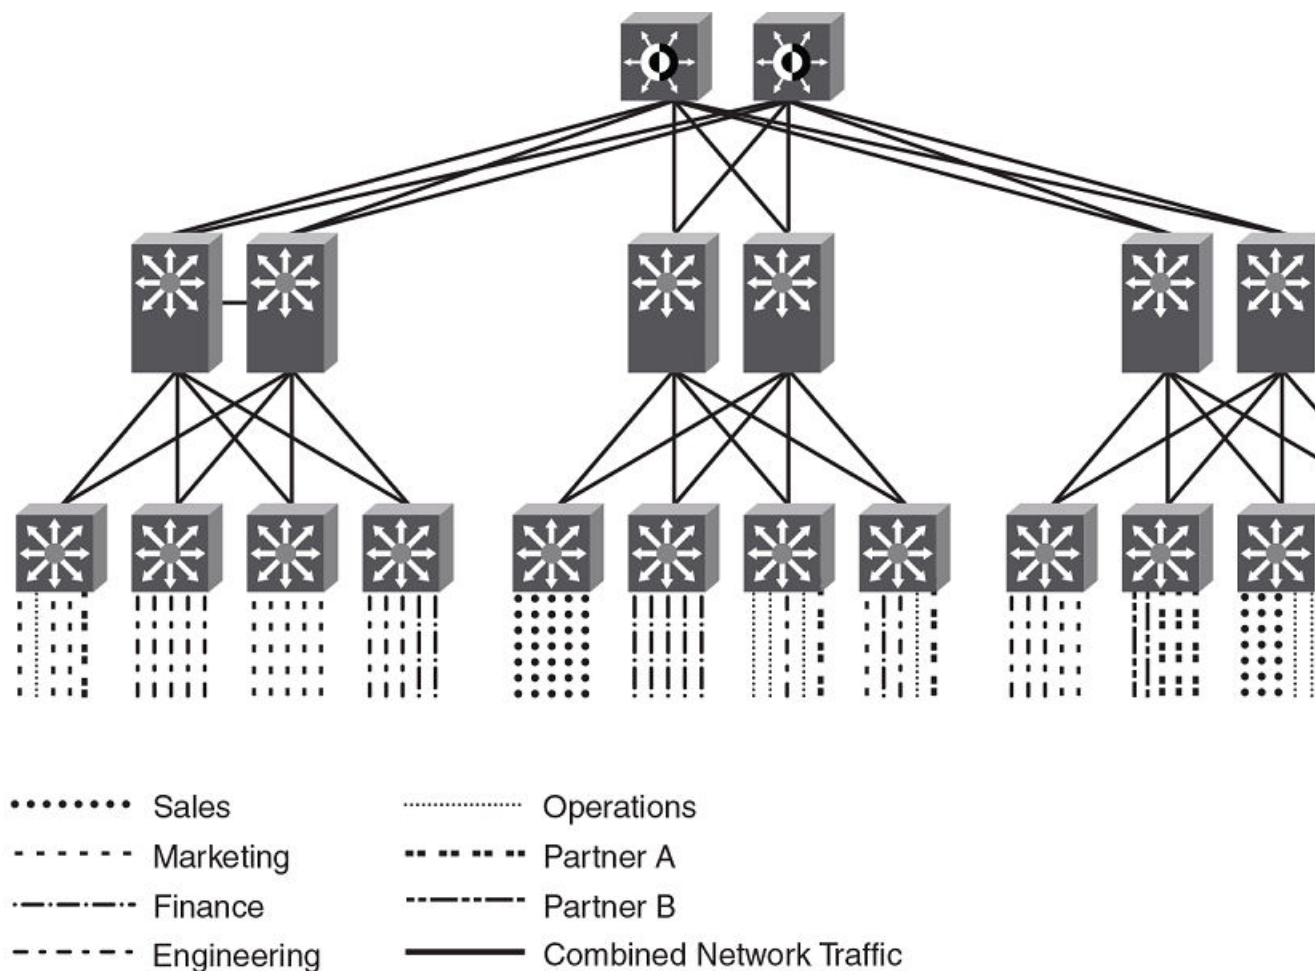 Sales
Operations
Marketing
Partner A
Finance
Partner B
Engineering
Combined Network Traffic